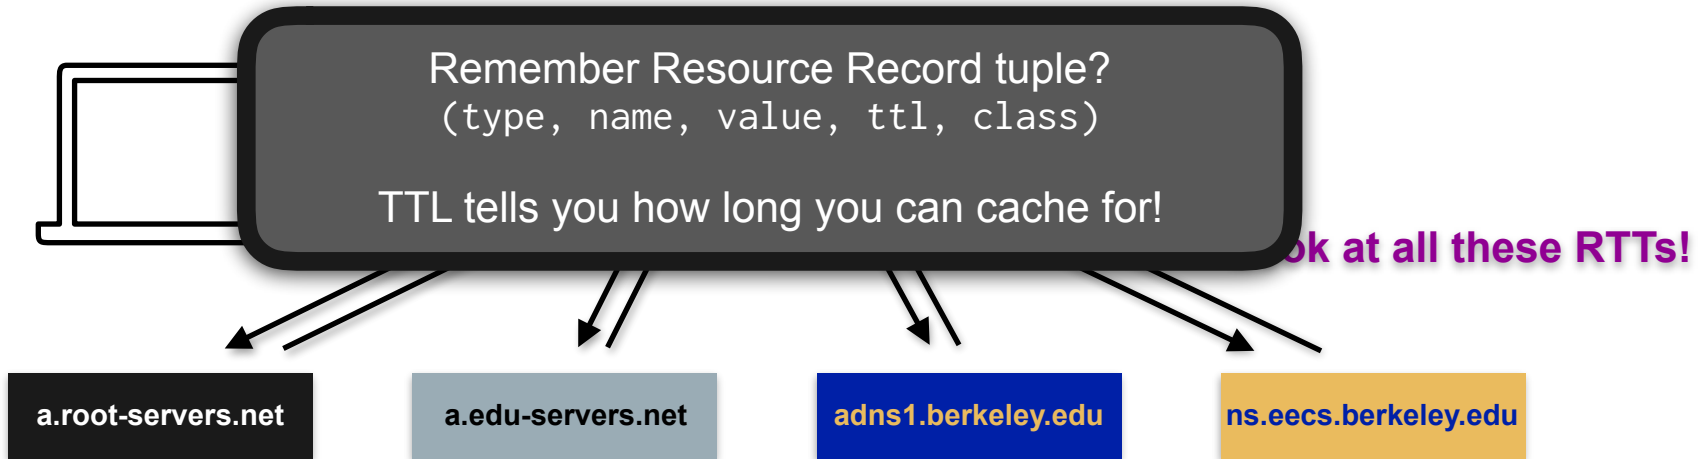 Remember Resource Record tuple?
(type, name, value, ttl, class)
TTL tells you how long you can cache for!
at all these RTTs!
a.root-servers.net
a.edu-servers.net
adns1.berkeley.edu
ns.eecs.berkeley.edu